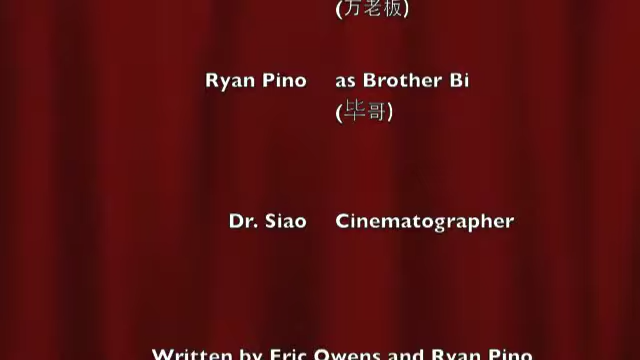 (方老板)
Ryan Pino as Brother Bi
(毕哥)
Dr. Siao Cinematographer
Written by Eric Owens and Ryan Pino